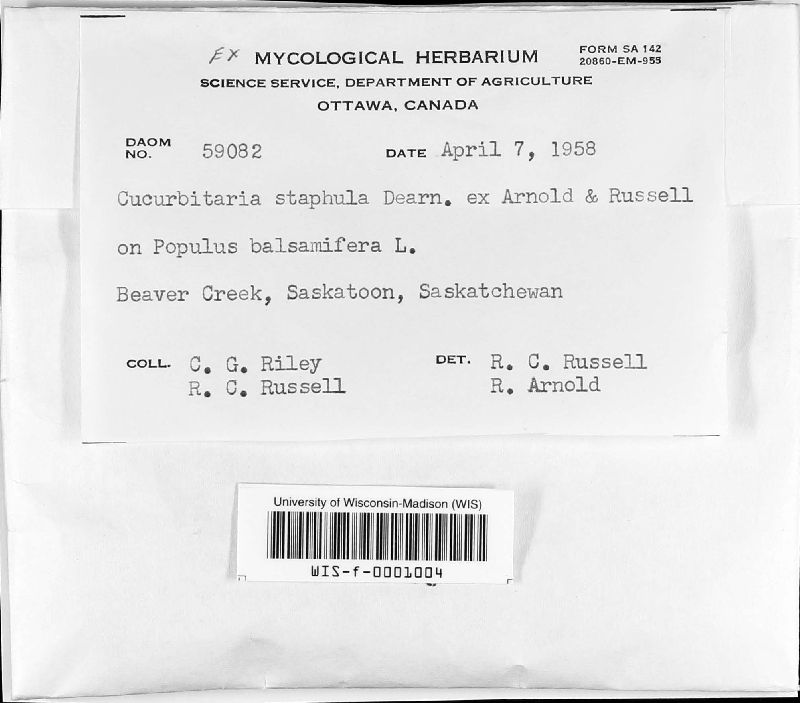 EX MYCOLOGICAL HERBARIUM
FORM SA 142
20860-EM-955
SCIENCE SERVICE, DEPARTMENT OF AGRICULTURE
OTTAWA, CANADA
DAOM NO. 59082 DATE April 7, 1958
Cucurbitaria staphula Dearn. ex Arnold & Russell
on Populus balsamifera L.
Beaver Creek, Saskatoon, Saskatchewan
COLL. C. G. Riley DET. R. C. Russell
R. C. Russell R. Arnold
University of Wisconsin-Madison (WIS)
WIS-f-0001004